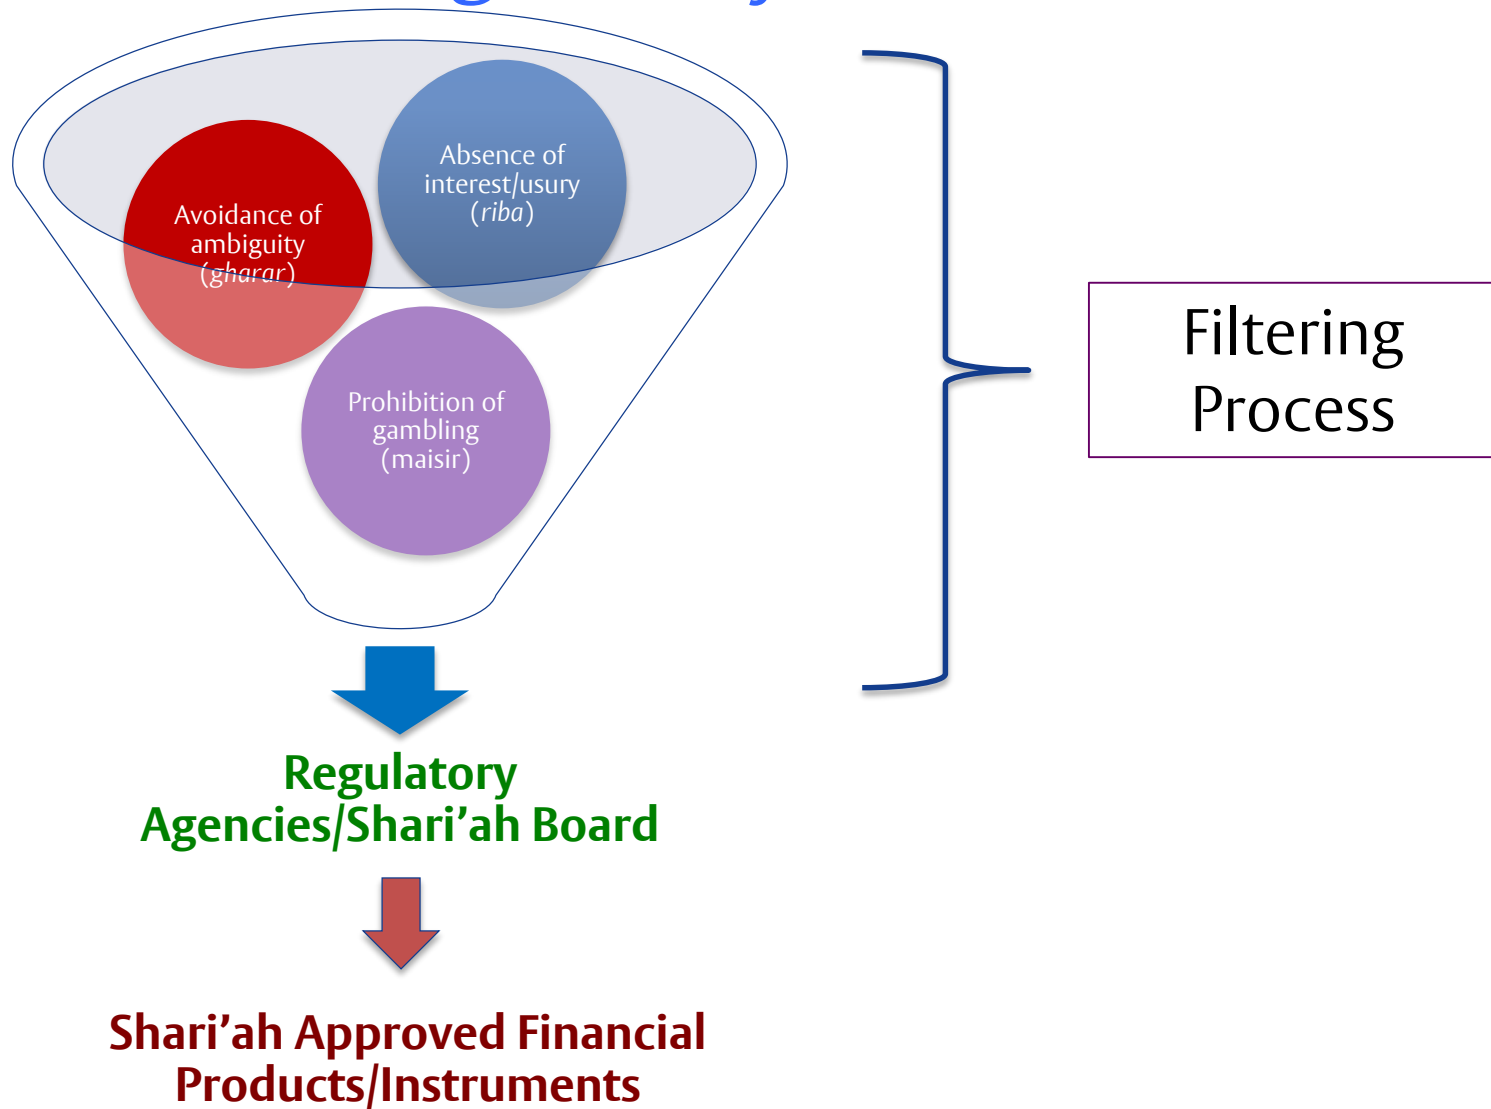 Absence of
interest/usury
(riba)
Avoidance of
ambiguity
(gharar)
Prohibition of
gambling
(maisir)
Filtering
Process
Regulatory
Agencies/Shari’ah Board
Shari’ah Approved Financial
Products/Instruments